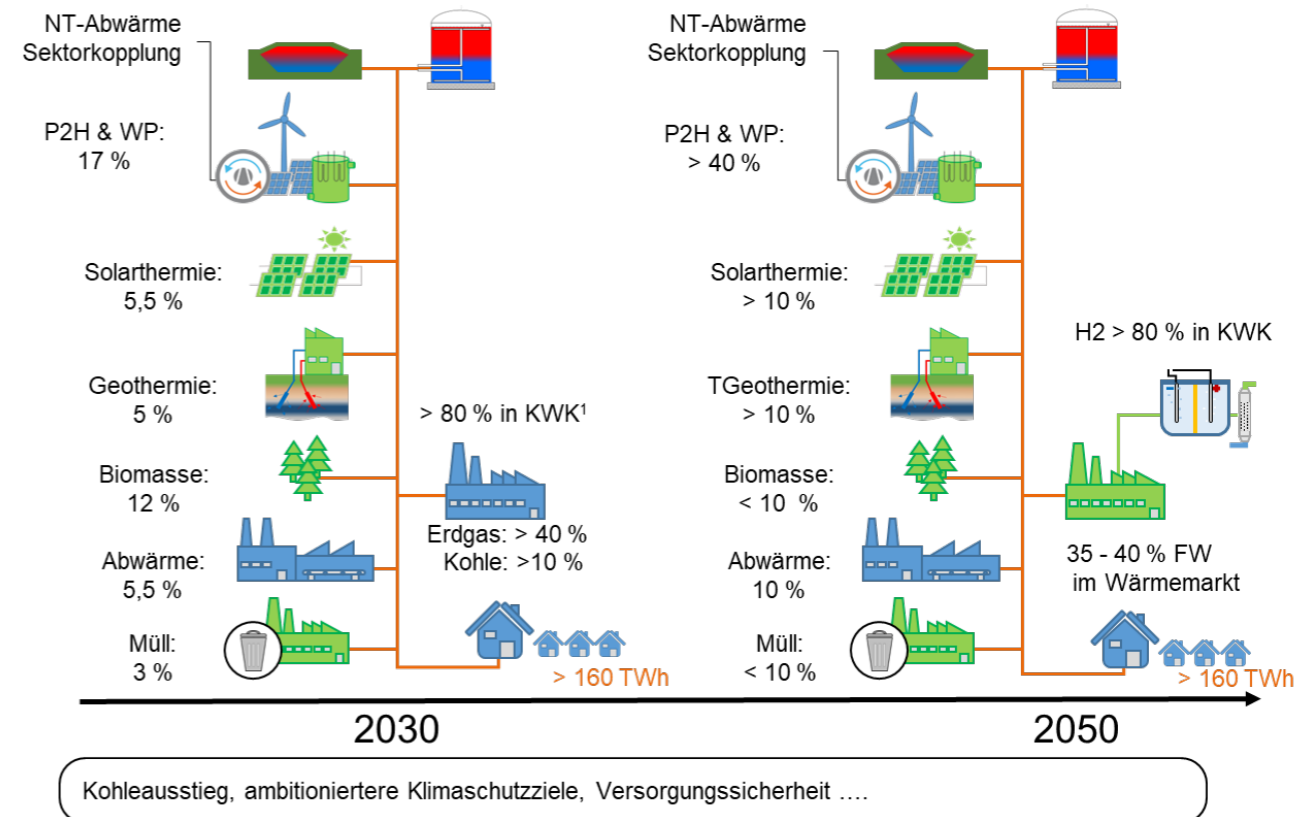 NT-Abwärme
Sektorkopplung
P2H & WP:
17 %
Solarthermie:
5,5 %
Geothermie:
5 %
Biomasse:
12 %
Abwärme:
5,5 %
Müll:
3 %
> 80 % in KWK¹
Erdgas: > 40 %
Kohle: >10 %
> 160 TWh
2030
NT-Abwärme
Sektorkopplung
P2H & WP:
> 40 %
Solarthermie:
> 10 %
TGeothermie:
> 10 %
Biomasse:
< 10 %
Abwärme:
10 %
Müll:
< 10 %
H2 > 80 % in KWK
35 - 40 % FW
im Wärmemarkt
> 160 TWh
2050
Kohleausstieg, ambitioniertere Klimaschutzziele, Versorgungssicherheit ....